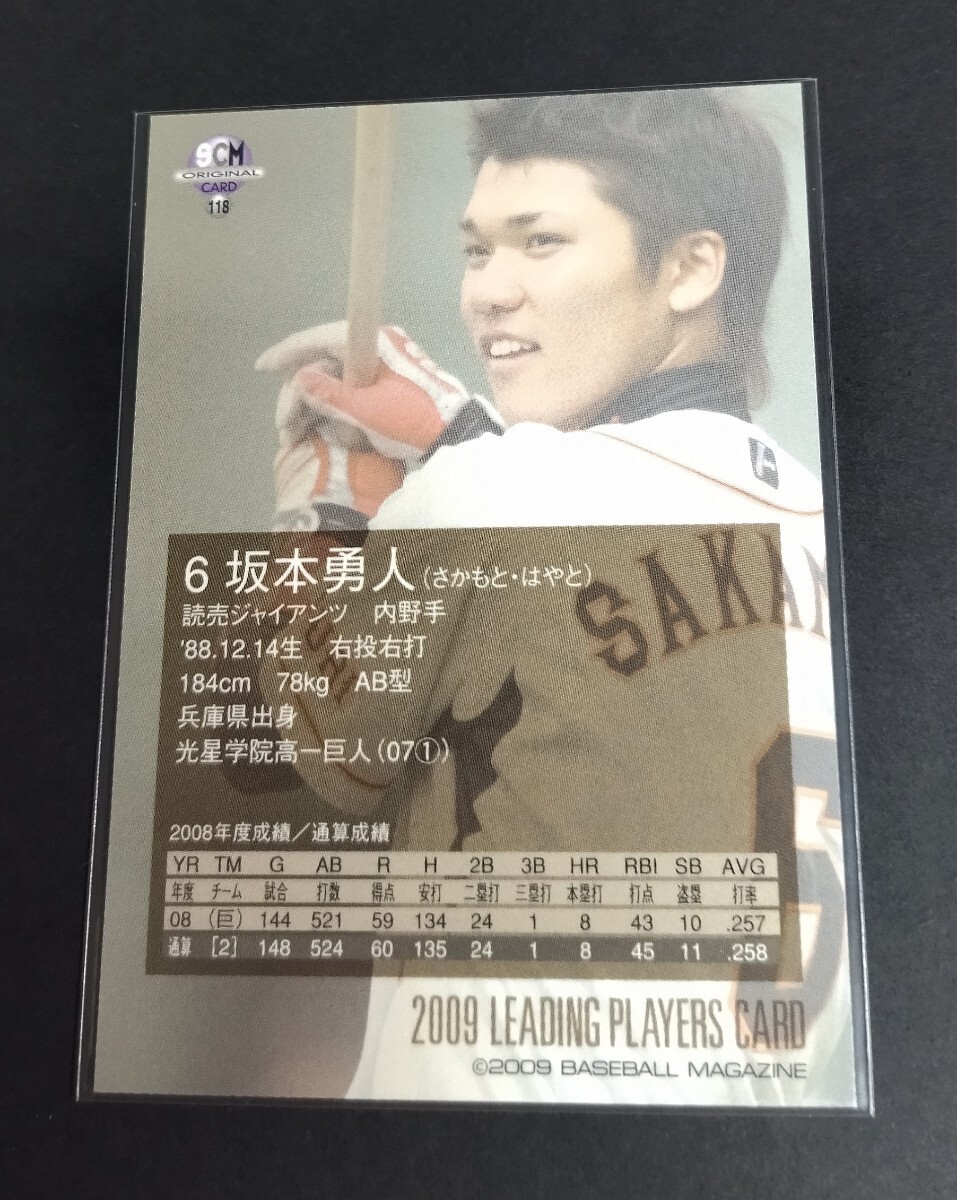 SCM
ORIGINAL
CARD
118
SAKAM
6 坂本勇人(さかもと・はやと)
読売ジャイアンツ 内野手
'88.12.14生 右投右打
184cm 78kg AB型
兵庫県出身
光星学院高ー巨人(07①)
2008年度成績/通算成績
YR TM G AB R H 2B 3B HR RBI SB AVG
年度 チーム 試合 打数 得点 安打 二塁打 三塁打 本塁打 打点 盗塁 打率
08 (巨) 144 521 59 134 24 1 8 43 10 .257
通算 [2] 148 524 60 135 24 1 8 45 11 .258
2009 LEADING PLAYERS CARD
©2009 BASEBALL MAGAZINE